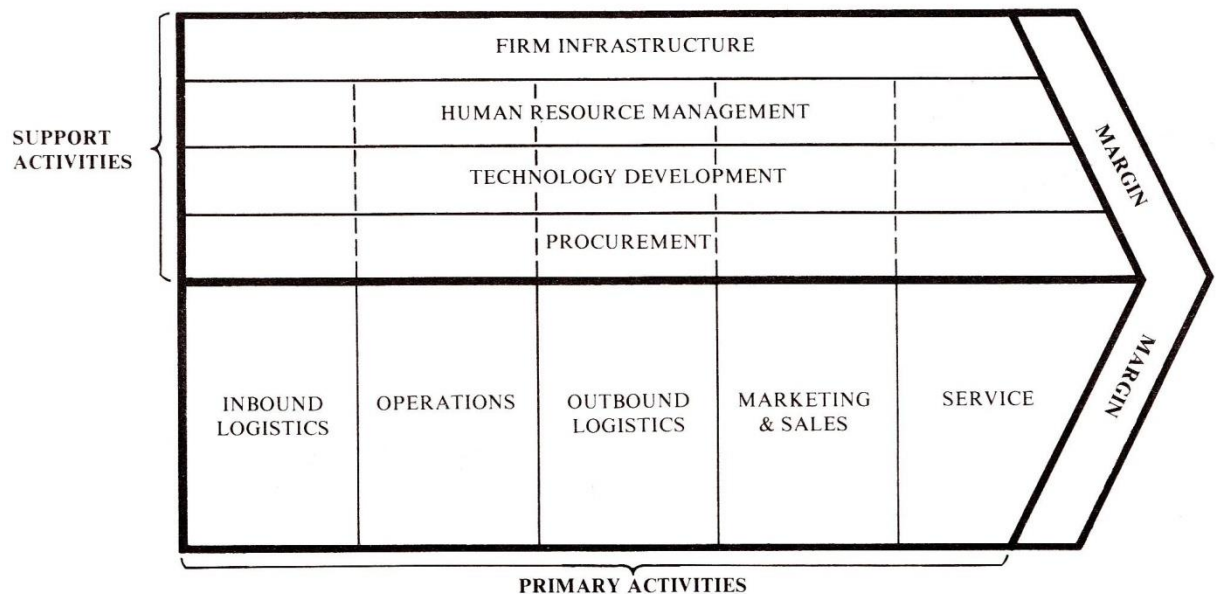 FIRM INFRASTRUCTURE
HUMAN RESOURCE MANAGEMENT
SUPPORT
ACTIVITIES
TECHNOLOGY DEVELOPMENT
PROCUREMENT
MARGIN
MARGIN
INBOUND
LOGISTICS
OPERATIONS
OUTBOUND
LOGISTICS
MARKETING
& SALES
SERVICE
PRIMARY ACTIVITIES